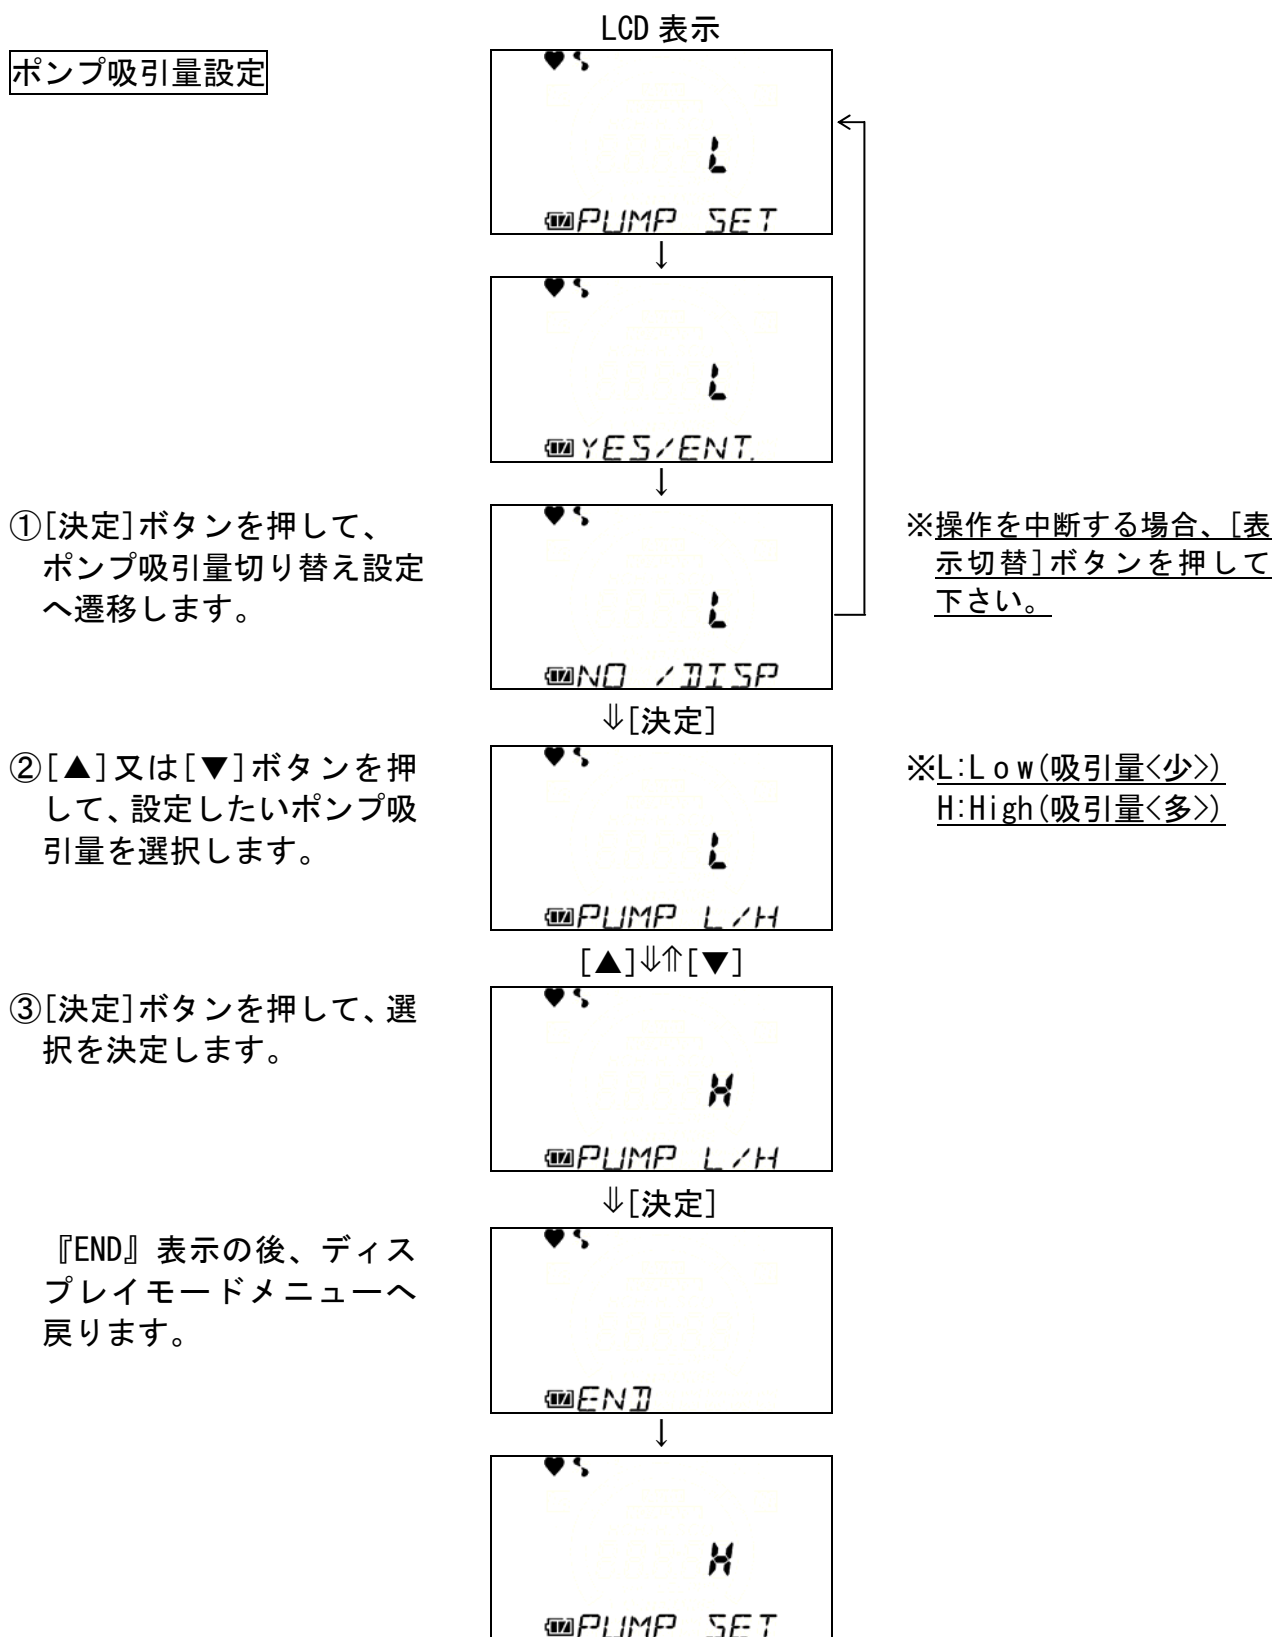 LCD 表示
ポンプ吸引量設定
L
PUMP SET
↓
L
YES/ENT.
↓
①[決定]ボタンを押して、
ポンプ吸引量切り替え設定
へ遷移します。
L
NO /DISP
※操作を中断する場合、[表
示切替]ボタンを押して
下さい。
⇓[決定]
②[▲]又は[▼]ボタンを押
して、設定したいポンプ吸
引量を選択します。
L
PUMP L/H
※L:Low(吸引量<少>)
H:High(吸引量<多>)
[▲]⇓⇑[▼]
③[決定]ボタンを押して、選
択を決定します。
H
PUMP L/H
⇓[決定]
『END』表示の後、ディス
プレイモードメニューへ
戻ります。
END
↓
H
PUMP SET